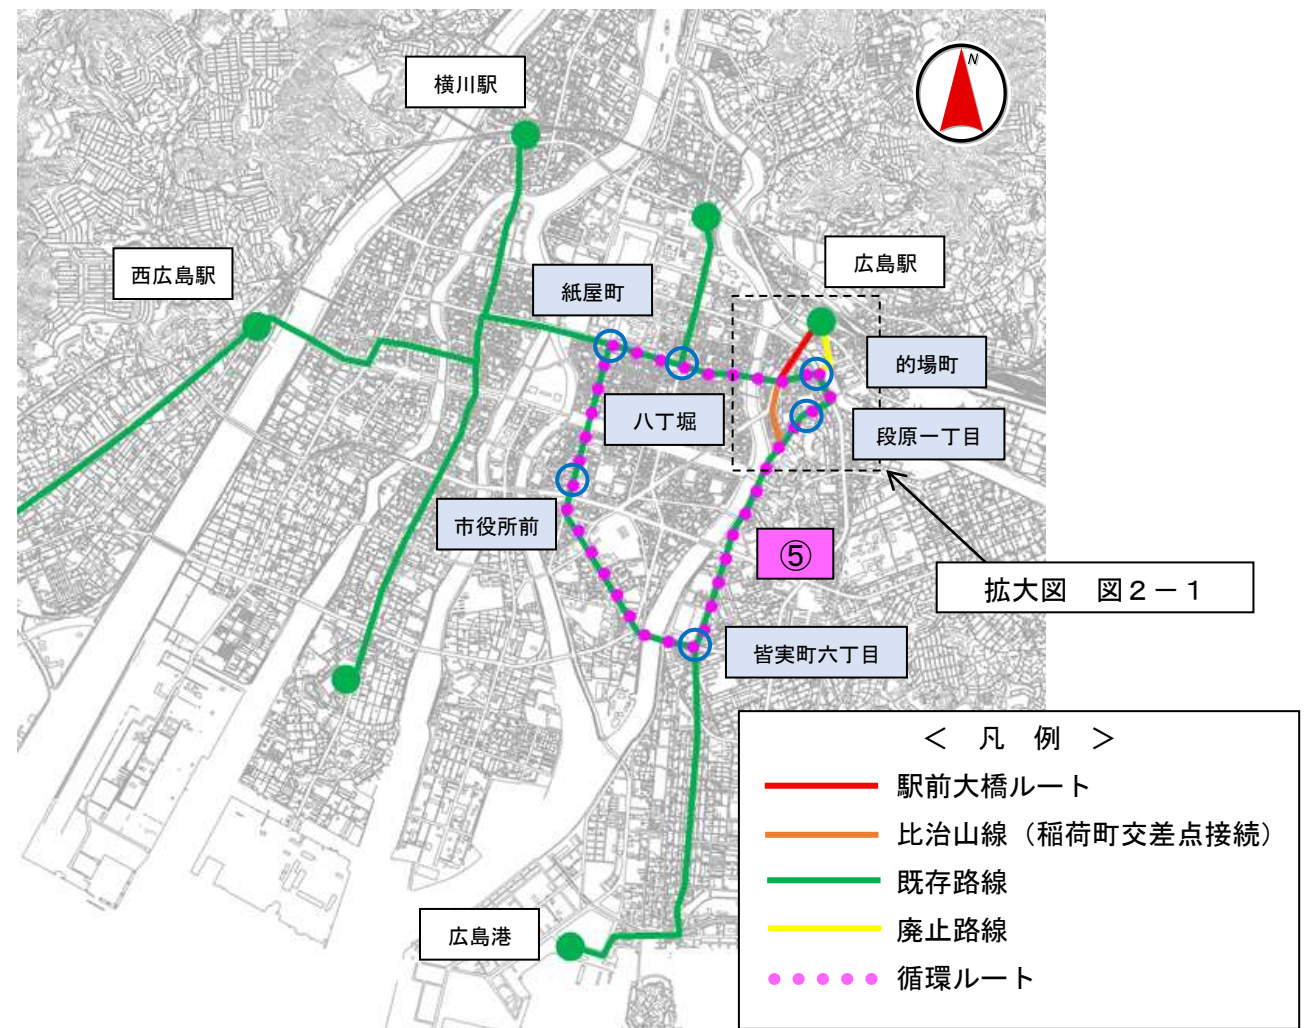 N
横川駅
西広島駅
広島駅
紙屋町
的場町
八丁堀
段原一丁目
市役所前
⑤
拡大図　図２－１
皆実町六丁目
広島港
＜　凡　例　＞
駅前大橋ルート
比治山線（稲荷町交差点接続）
既存路線
廃止路線
循環ルート